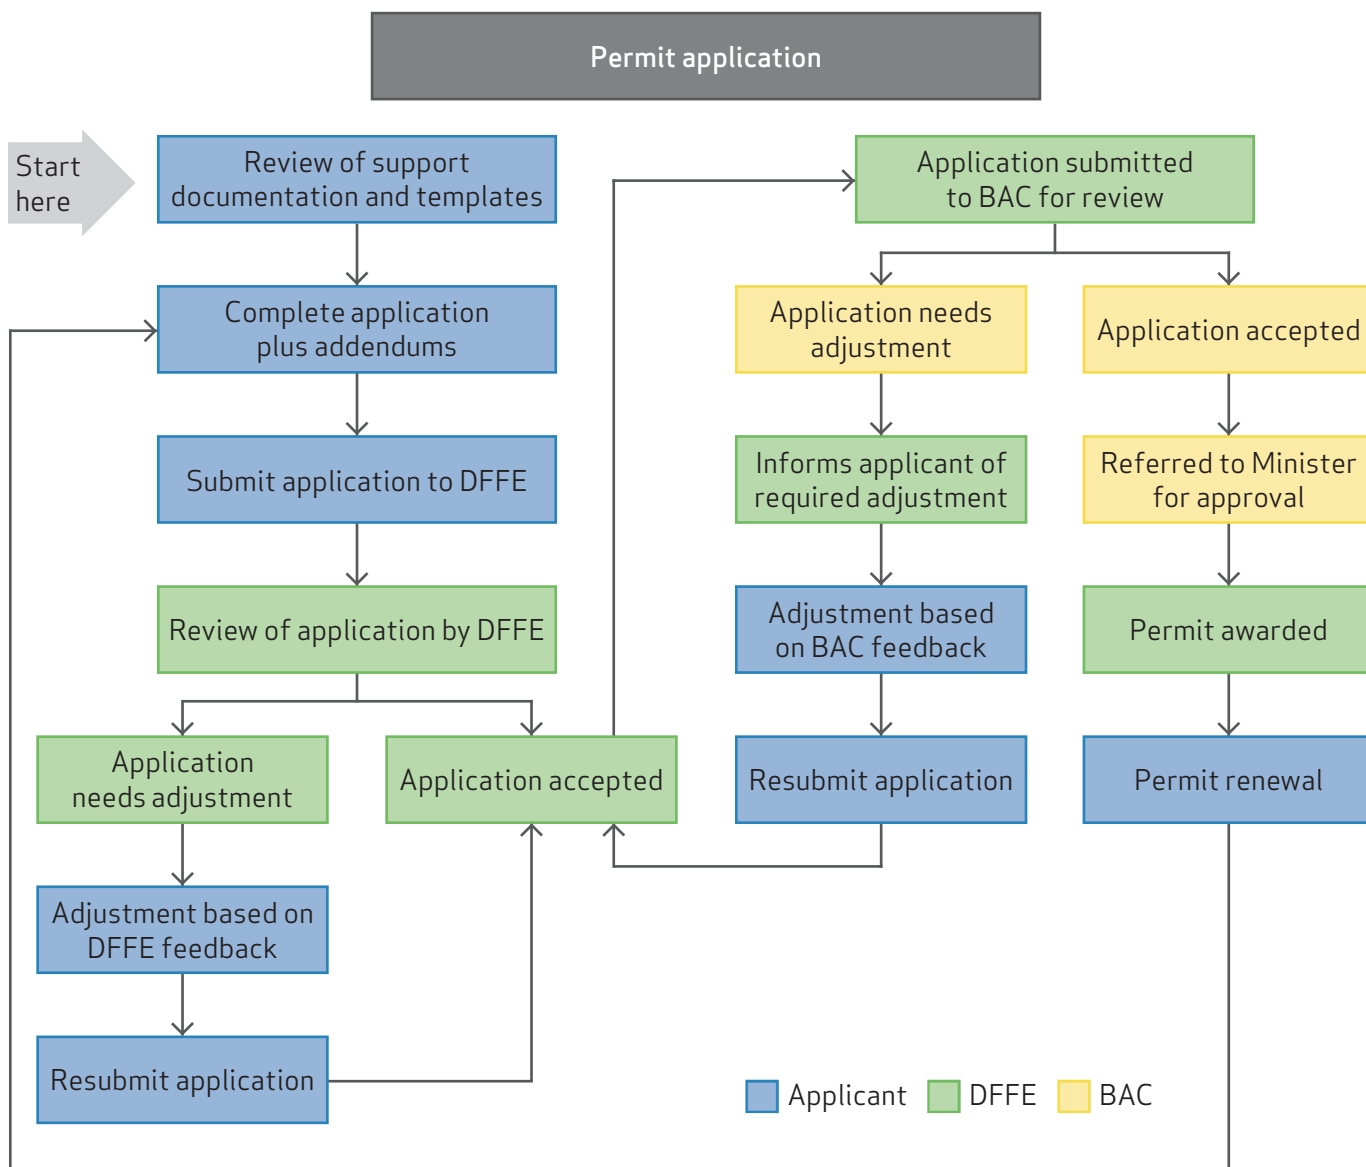 Permit application
Start
here
Review of support
documentation and templates
Complete application
plus addendums
Submit application to DFFE
Review of application by DFFE
Application
needs adjustment
Application accepted
Adjustment based on
DFFE feedback
Resubmit application
Application submitted
to BAC for review
Application needs
adjustment
Application accepted
Informs applicant of
required adjustment
Referred to Minister
for approval
Adjustment based
on BAC feedback
Permit awarded
Resubmit application
Permit renewal
Applicant
DFFE
BAC